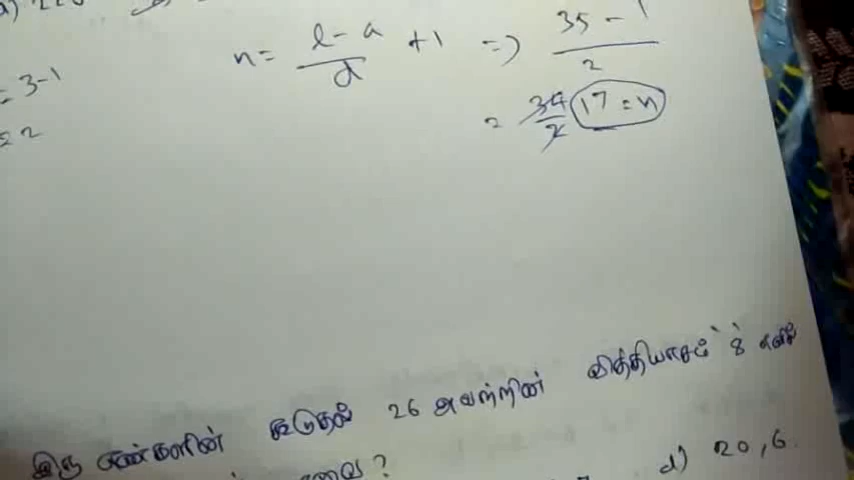 n = l - a / d + 1 => 35 - 1 / 2
= 3 - 1
= 2
= 34 / 2 17 = n
இரு எண்களின் கூடுதல் 26 அவற்றின் வித்தியாசம் 8 எனில்
d) 20, 6